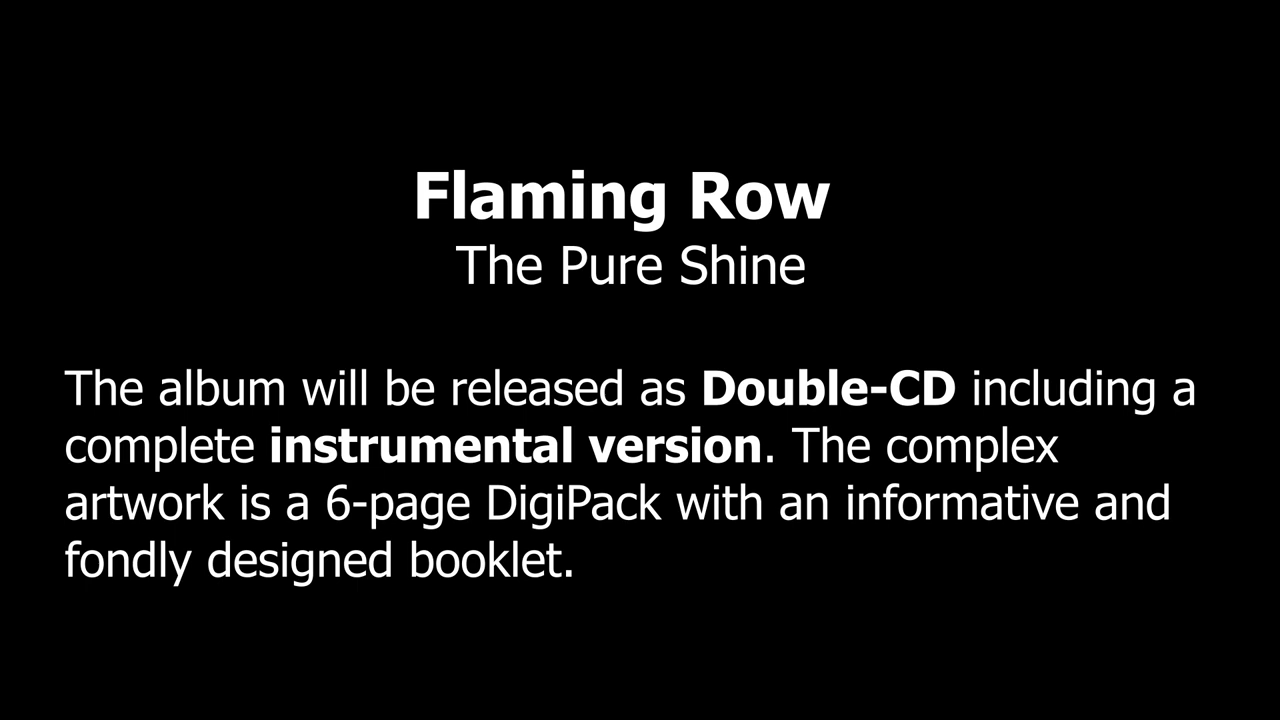 Flaming Row
The Pure Shine
The album will be released as Double-CD including a
complete instrumental version. The complex
artwork is a 6-page DigiPack with an informative and
fondly designed booklet.